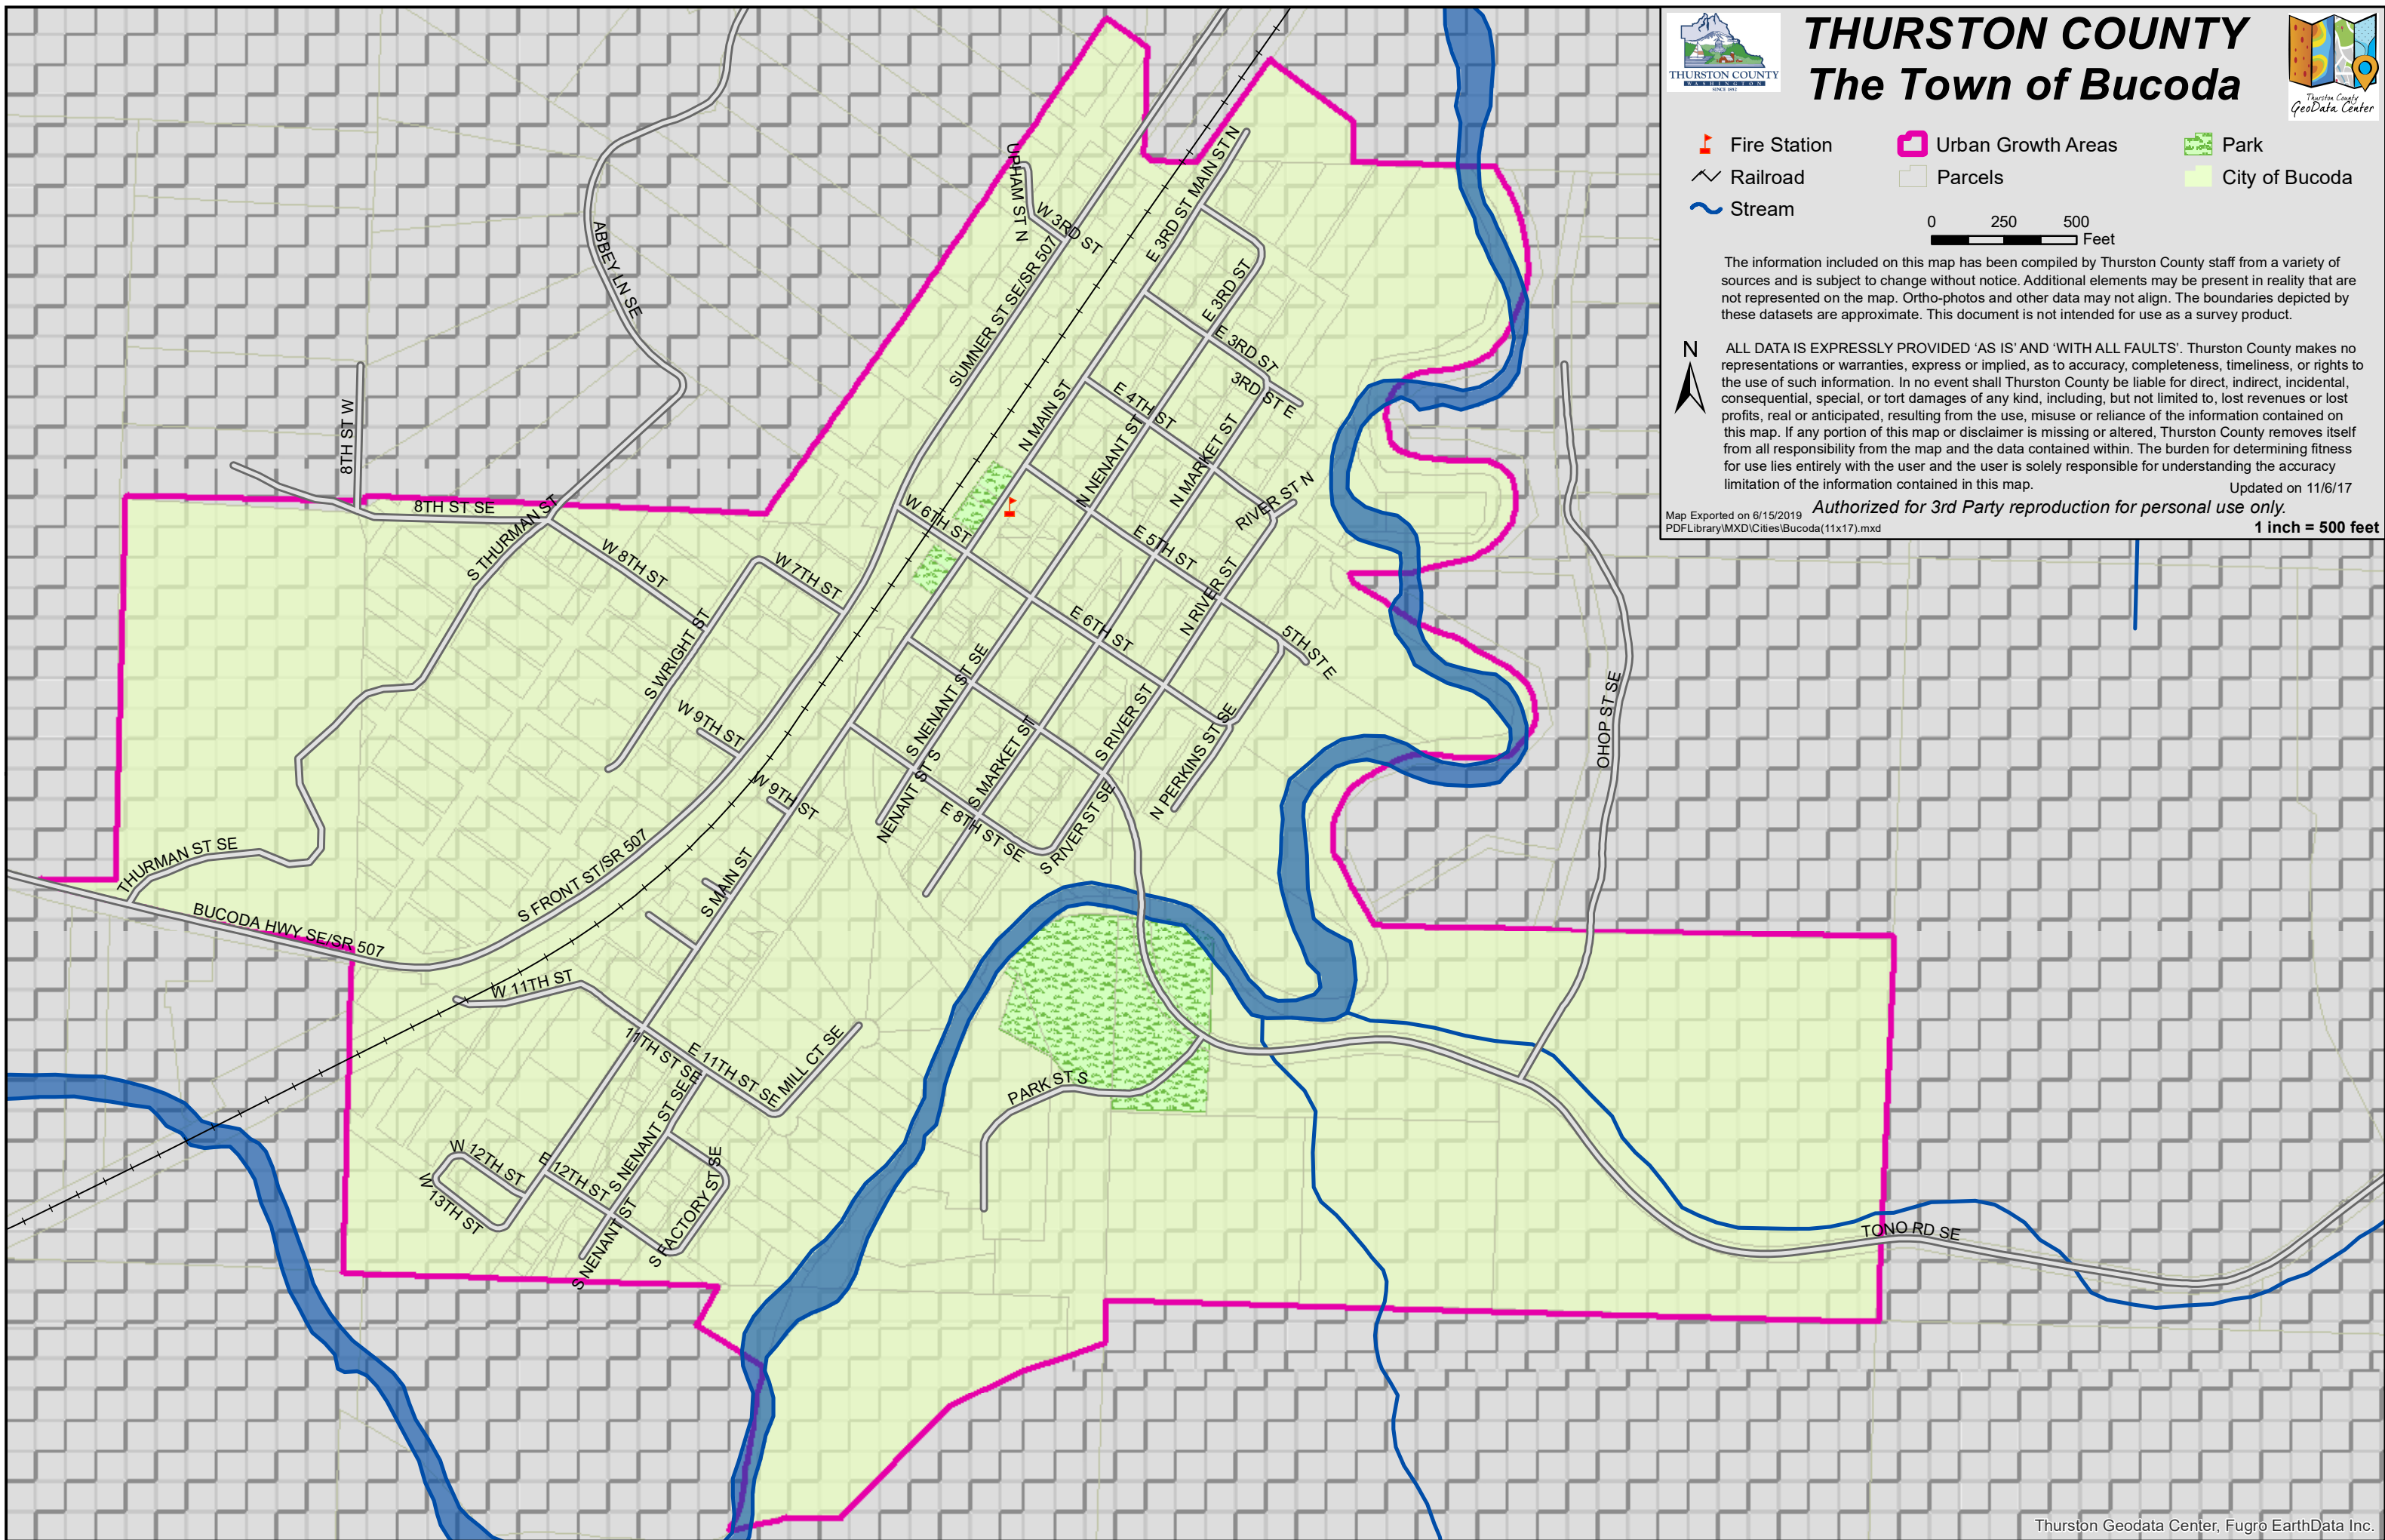 THURSTON COUNTY
The Town of Bucoda
THURSTON COUNTY
WASHINGTON
SINCE 1852
Thurston County
GeoData Center
Fire Station
Urban Growth Areas
Park
Railroad
Parcels
City of Bucoda
Stream
0 250 500
Feet
The information included on this map has been compiled by Thurston County staff from a variety of
sources and is subject to change without notice. Additional elements may be present in reality that are
not represented on the map. Ortho-photos and other data may not align. The boundaries depicted by
these datasets are approximate. This document is not intended for use as a survey product.
N
ALL DATA IS EXPRESSLY PROVIDED ‘AS IS’ AND ‘WITH ALL FAULTS’. Thurston County makes no
representations or warranties, express or implied, as to accuracy, completeness, timeliness, or rights to
the use of such information. In no event shall Thurston County be liable for direct, indirect, incidental,
consequential, special, or tort damages of any kind, including, but not limited to, lost revenues or lost
profits, real or anticipated, resulting from the use, misuse or reliance of the information contained on
this map. If any portion of this map or disclaimer is missing or altered, Thurston County removes itself
from all responsibility from the map and the data contained within. The burden for determining fitness
for use lies entirely with the user and the user is solely responsible for understanding the accuracy
limitation of the information contained in this map.
Updated on 11/6/17
Authorized for 3rd Party reproduction for personal use only.
Map Exported on 6/15/2019
PDFLibrary\MXD\Cities\Bucoda(11x17).mxd
1 inch = 500 feet
UPHAM ST N
W 3RD ST
E 3RD ST
MAIN ST N
ABBEY LN SE
SUMNER ST SE/SR 507
E 3RD ST
E 3RD ST
3RD ST E
N MAIN ST
E 4TH ST
8TH ST W
N NENANT ST
N MARKET ST
RIVER ST N
8TH ST SE
W 6TH ST
S THURMAN ST
W 8TH ST
W 7TH ST
E 5TH ST
N RIVER ST
S WRIGHT ST
E 6TH ST
5TH ST E
S NENANT ST SE
W 9TH ST
S RIVER ST
N PERKINS ST SE
OHOP ST SE
W 9TH ST
NENANT ST S
S MARKET ST
E 8TH ST SE
S RIVER ST SE
THURMAN ST SE
S FRONT ST/SR 507
S MAIN ST
BUCODA HWY SE/SR 507
W 11TH ST
11TH ST SE
E 11TH ST SE
MILL CT SE
PARK ST S
W 12TH ST
E 12TH ST
S NENANT ST SE
W 13TH ST
S FACTORY ST SE
S NENANT ST
TONO RD SE
Thurston Geodata Center, Fugro EarthData Inc.